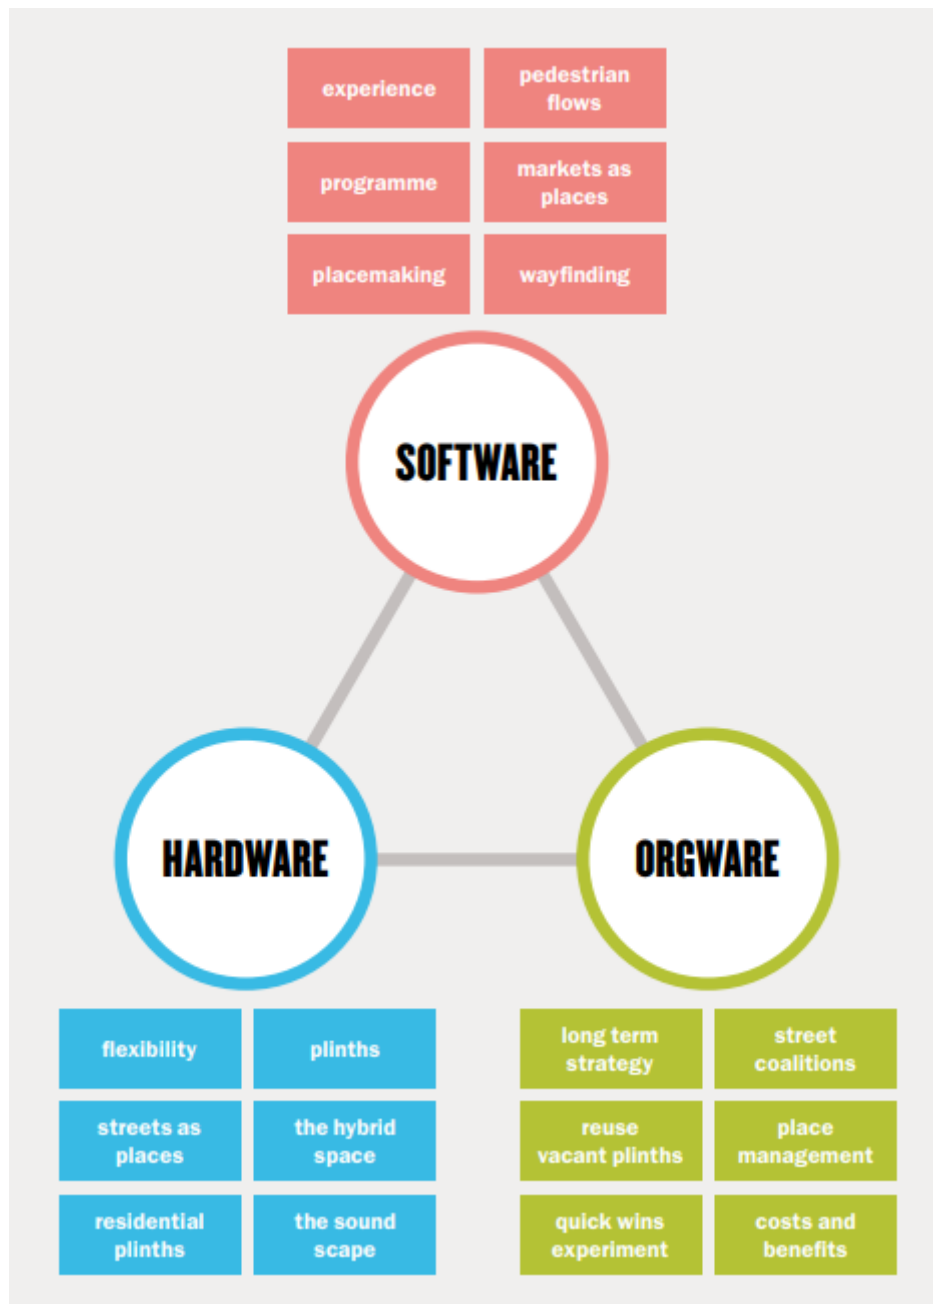 experience
pedestrian
flows
programme
markets as
places
placemaking
wayfinding
SOFTWARE
HARDWARE
ORGWARE
flexibility
plinths
streets as
places
the hybrid
space
residential
plinths
the sound
scape
long term
strategy
street
coalitions
reuse
vacant plinths
place
management
quick wins
experiment
costs and
benefits